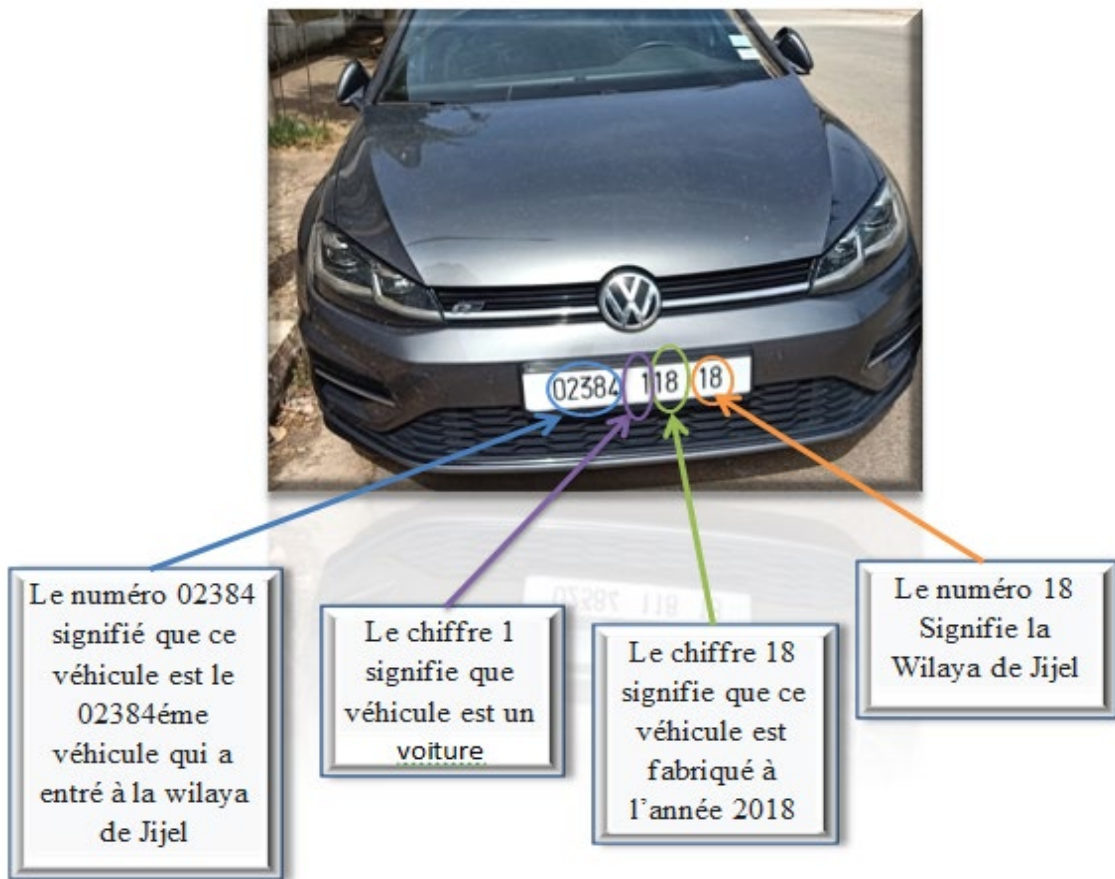 02384 118 18
Le numéro 02384
signifié que ce
véhicule est le
02384éme
véhicule qui a
entré à la wilaya
de Jijel
Le chiffre 1
signifie que
véhicule est un
voiture
Le chiffre 18
signifie que ce
véhicule est
fabriqué à
l’année 2018
Le numéro 18
Signifie la
Wilaya de Jijel